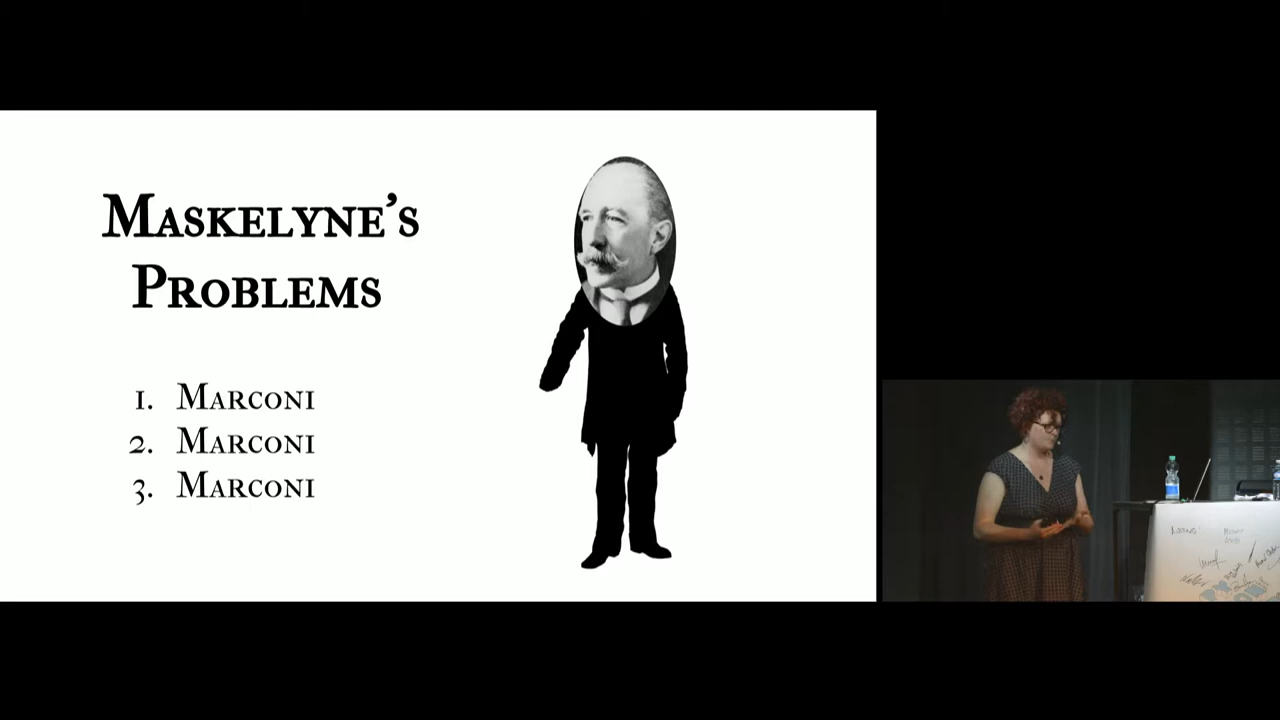 Maskelyne's
Problems
1. Marconi
2. Marconi
3. Marconi